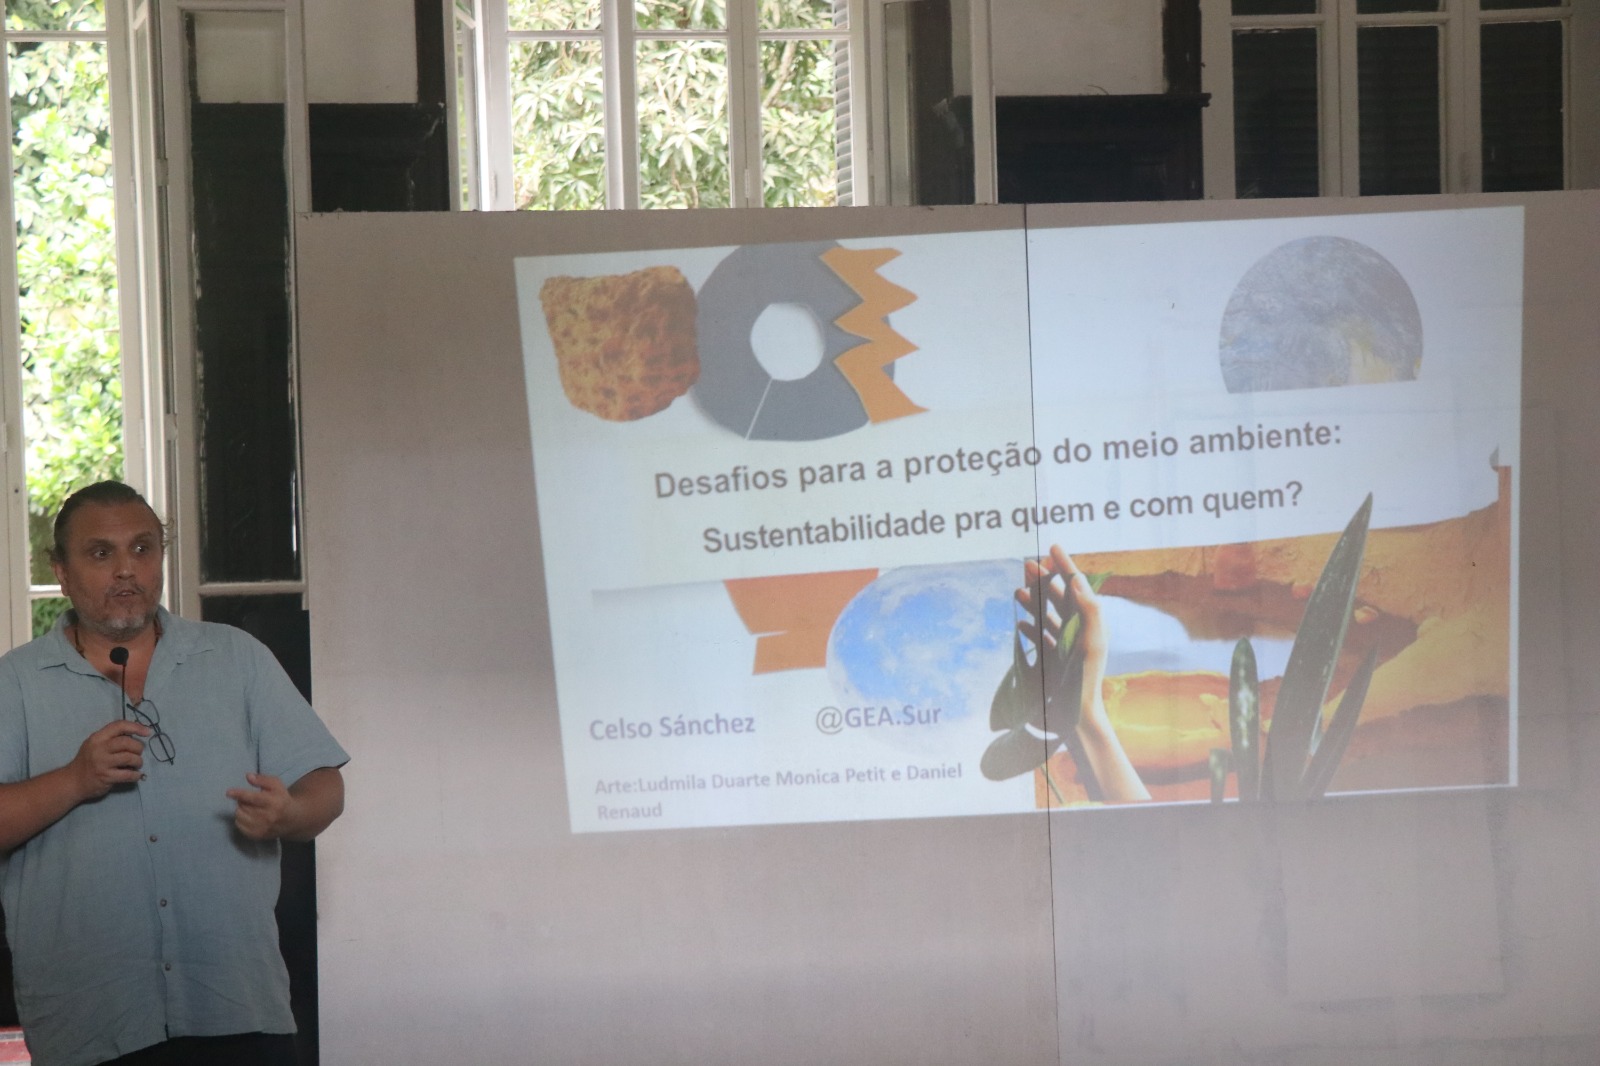 Desafios para a proteção do meio ambiente:
Sustentabilidade pra quem e com quem?
Celso Sánchez @GEA.Sur
Arte:Ludmila Duarte Monica Petit e Daniel
Renaud